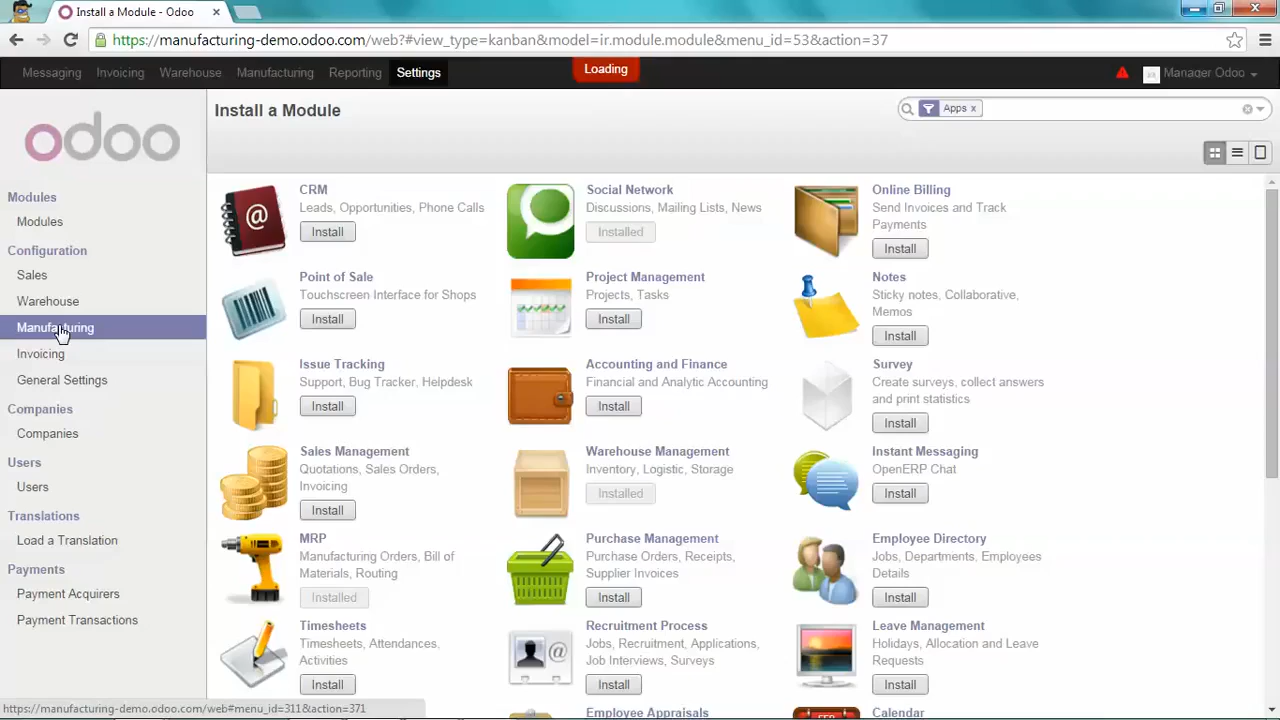 Install a Module - Odoo
https://manufacturing-demo.odoo.com/web?#view_type=kanban&model=ir.module.module&menu_id=53&action=37
Messaging Invoicing Warehouse Manufacturing Reporting Settings
Loading
Manager Odoo
odoo
Install a Module
Apps x
Modules
Modules
Configuration
Sales
Warehouse
Manufacturing
Invoicing
General Settings
Companies
Companies
Users
Users
Translations
Load a Translation
Payments
Payment Acquirers
Payment Transactions
CRM
Leads, Opportunities, Phone Calls
Install
Social Network
Discussions, Mailing Lists, News
Installed
Online Billing
Send Invoices and Track
Payments
Install
Point of Sale
Touchscreen Interface for Shops
Install
Project Management
Projects, Tasks
Install
Notes
Sticky notes, Collaborative,
Memos
Install
Issue Tracking
Support, Bug Tracker, Helpdesk
Install
Accounting and Finance
Financial and Analytic Accounting
Install
Survey
Create surveys, collect answers
and print statistics
Install
Sales Management
Quotations, Sales Orders,
Invoicing
Install
Warehouse Management
Inventory, Logistic, Storage
Installed
Instant Messaging
OpenERP Chat
Install
MRP
Manufacturing Orders, Bill of
Materials, Routing
Installed
Purchase Management
Purchase Orders, Receipts,
Supplier Invoices
Install
Employee Directory
Jobs, Departments, Employees
Details
Install
Timesheets
Timesheets, Attendances,
Activities
Install
Recruitment Process
Jobs, Recruitment, Applications,
Job Interviews, Surveys
Install
Leave Management
Holidays, Allocation and Leave
Requests
Install
Employee Appraisals
Calendar
https://manufacturing-demo.odoo.com/web#menu_id=311&action=371